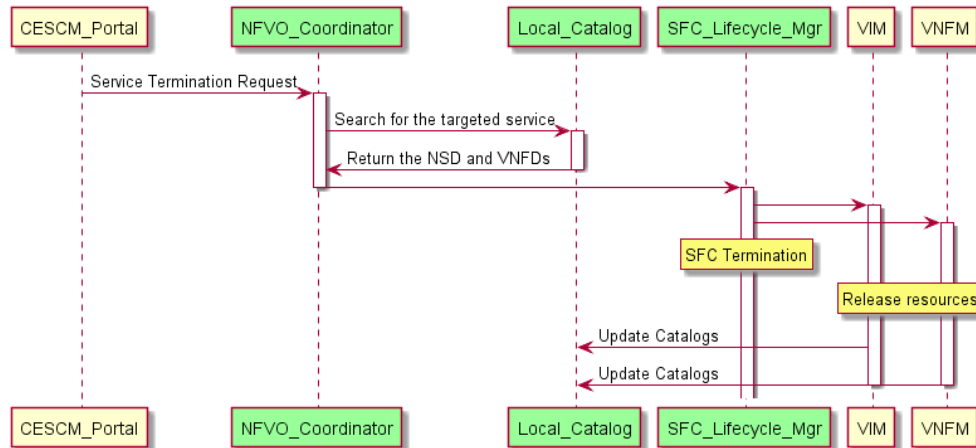 CESCM_Portal
NFVO_Coordinator
Local_Catalog
SFC_Lifecycle_Mgr
VIM
VNFM
Service Termination Request
Search for the targeted service
Return the NSD and VNFDs
SFC Termination
Release resources
Update Catalogs
Update Catalogs
CESCM_Portal
NFVO_Coordinator
Local_Catalog
SFC_Lifecycle_Mgr
VIM
VNFM